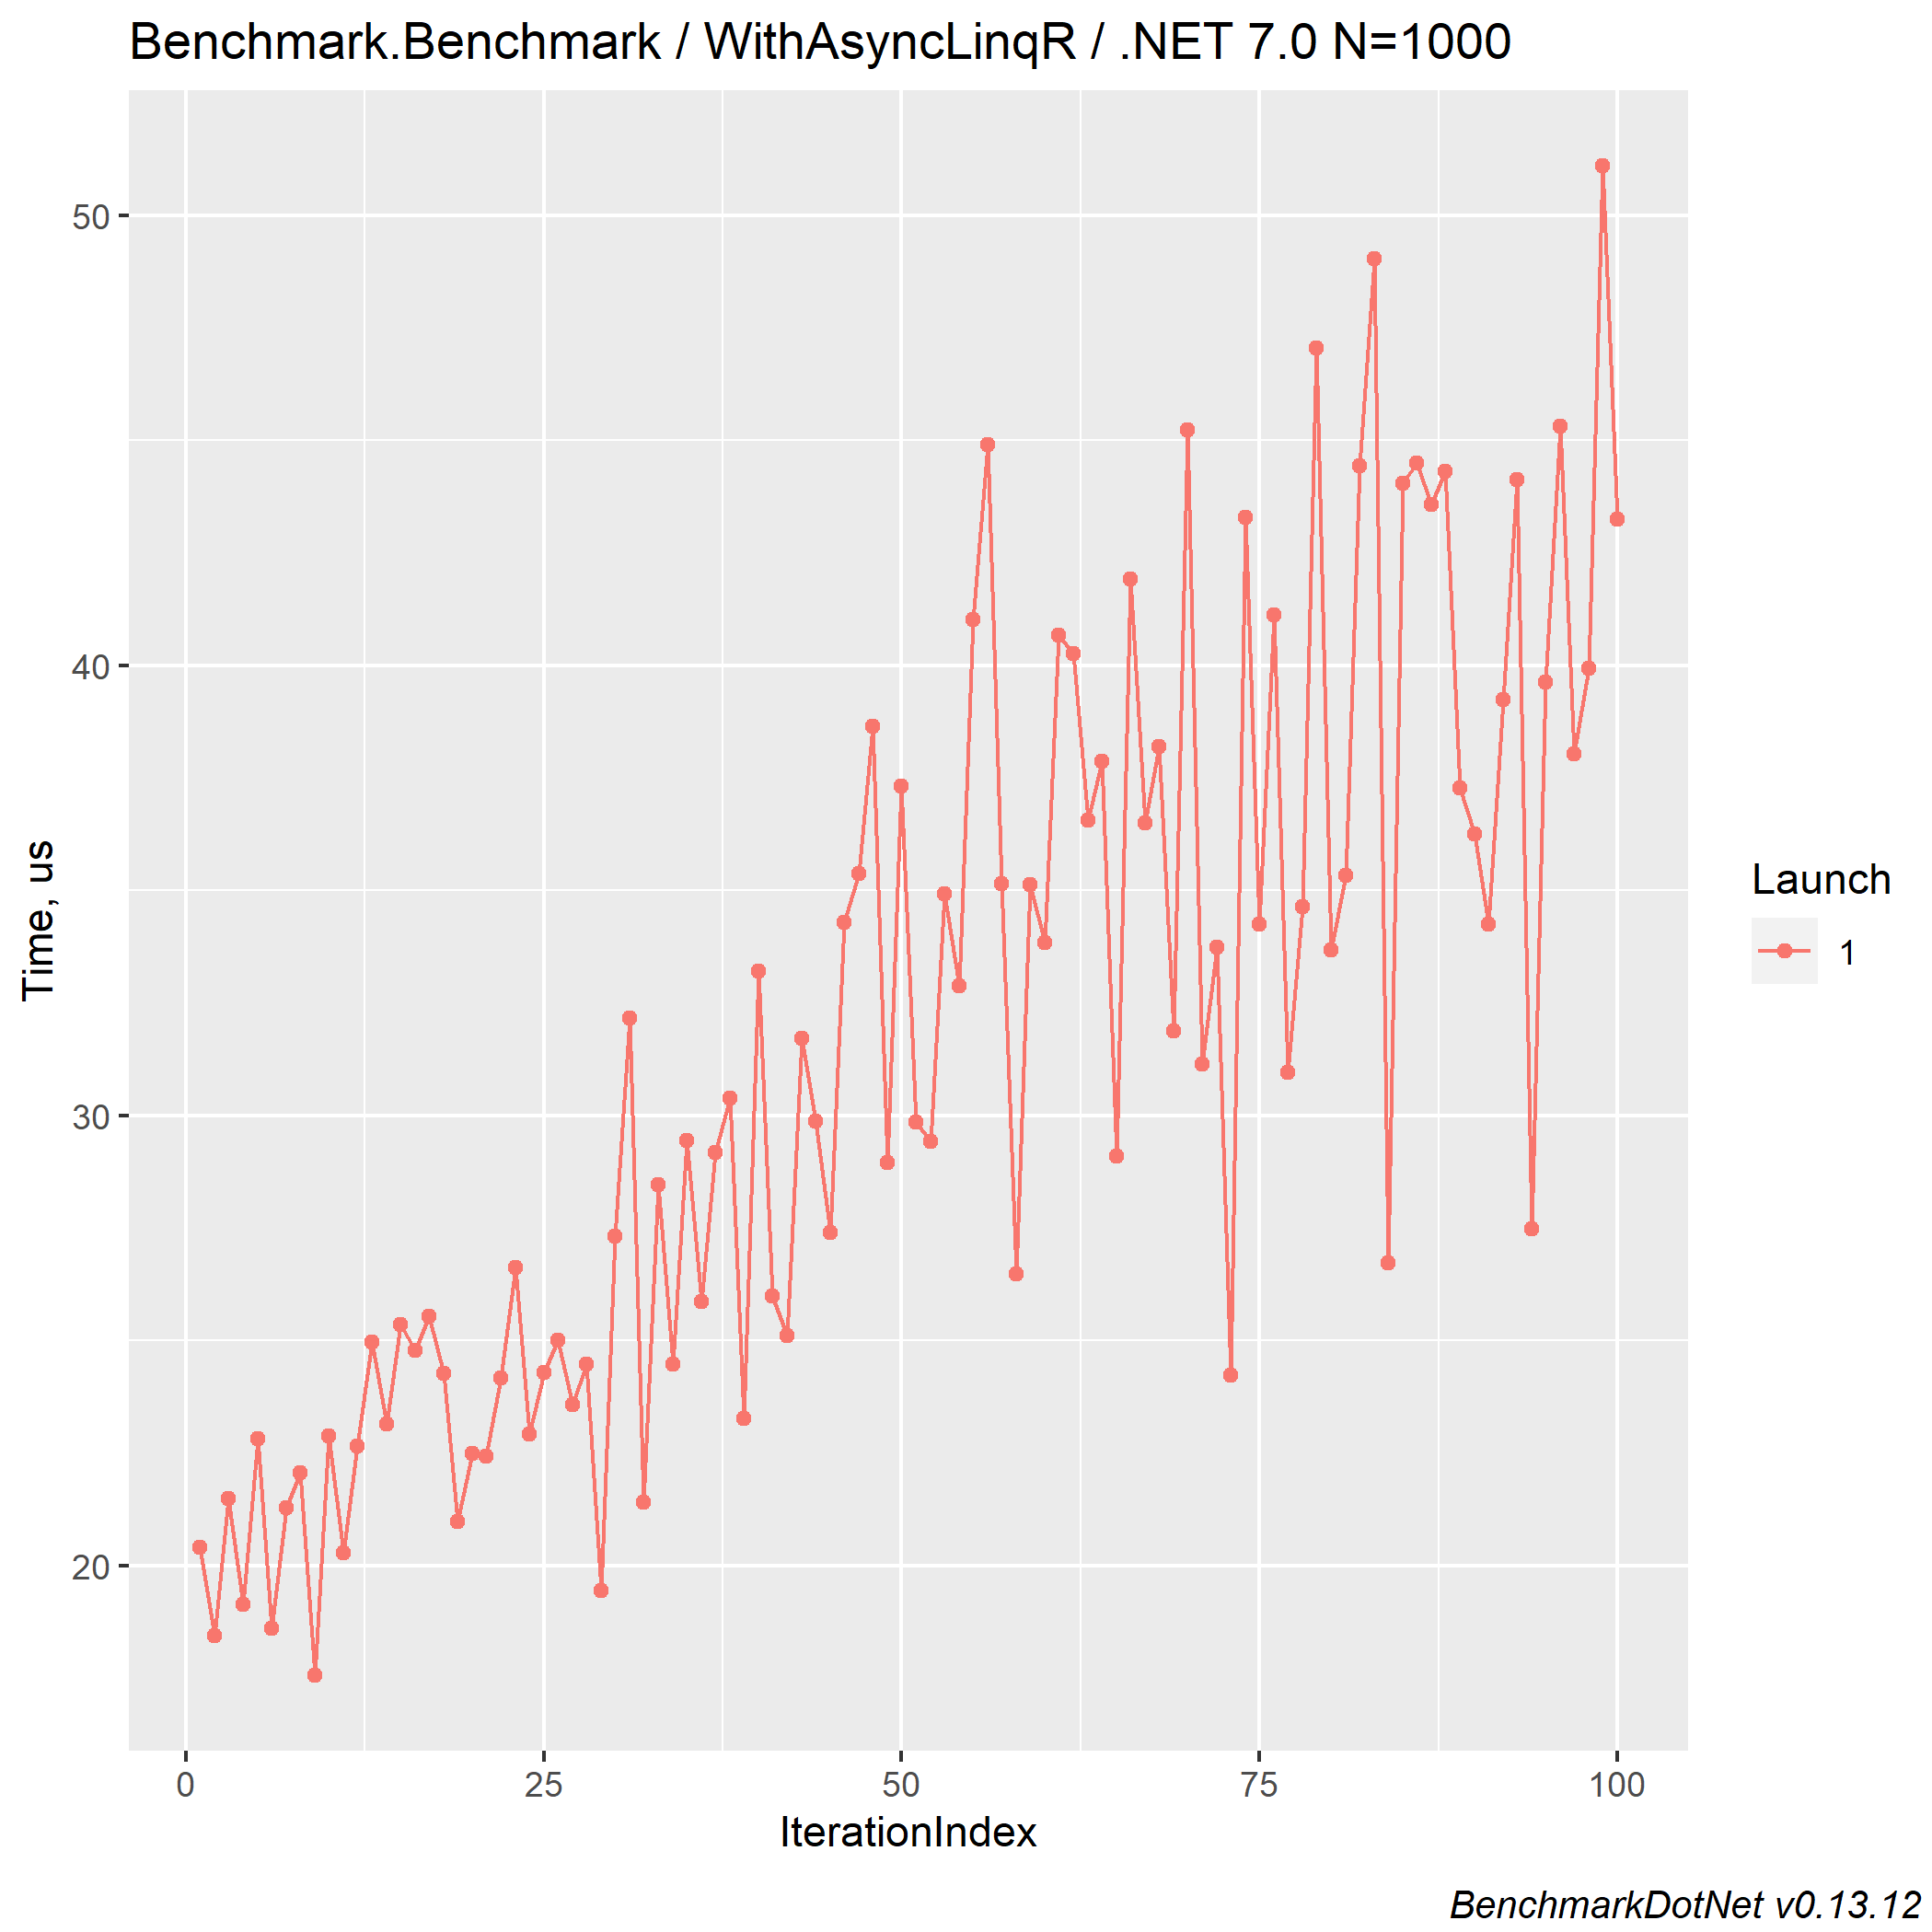 Benchmark.Benchmark / WithAsyncLinqR / .NET 7.0 N=1000
50
40
30
20
Time, us
0 25 50 75 100
IterationIndex
Launch
1
BenchmarkDotNet v0.13.12